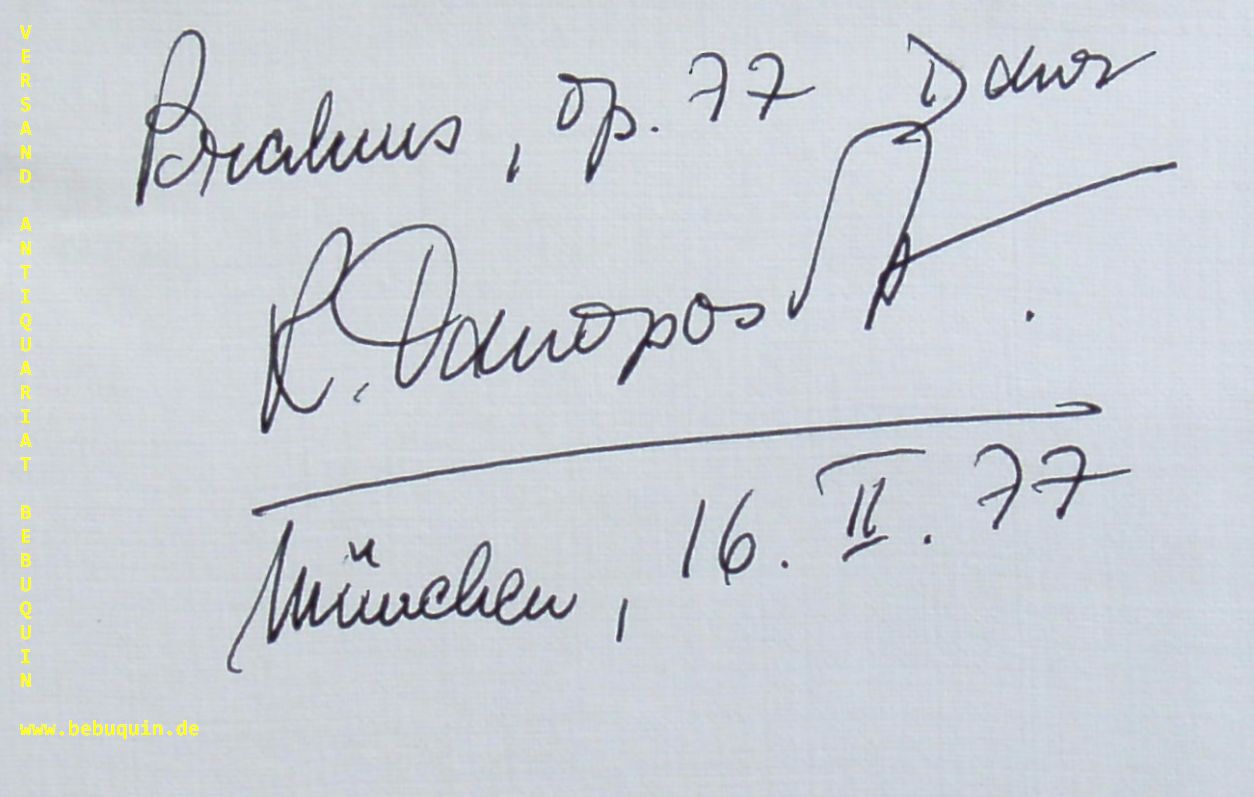 VERSAND ANTIQUARIAT BEBUQUIN
Brahms, op. 77 D dur
München, 16. II. 77
www.bebuquin.de